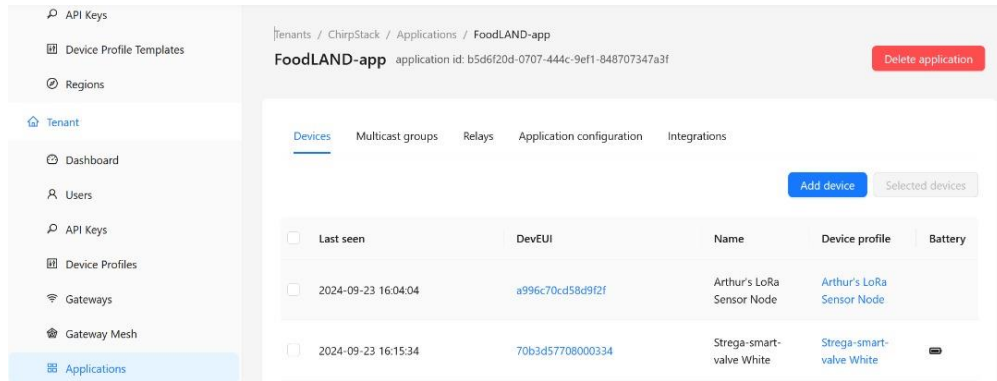 API Keys
Device Profile Templates
Regions
Tenant
Dashboard
Users
API Keys
Device Profiles
Gateways
Gateway Mesh
Applications
Tenants / ChirpStack / Applications / FoodLAND-app
FoodLAND-app application id: b5d6f20d-0707-444c-9ef1-848707347a3f
Delete application
Devices Multicast groups Relays Application configuration Integrations
Add device Selected devices
Last seen DevEUI Name Device profile Battery
2024-09-23 16:04:04 a996c70cd58d9f2f Arthur's LoRa Arthur's LoRa
Sensor Node Sensor Node
2024-09-23 16:15:34 70b3d57708000334 Strega-smart- Strega-smart-
valve White valve White